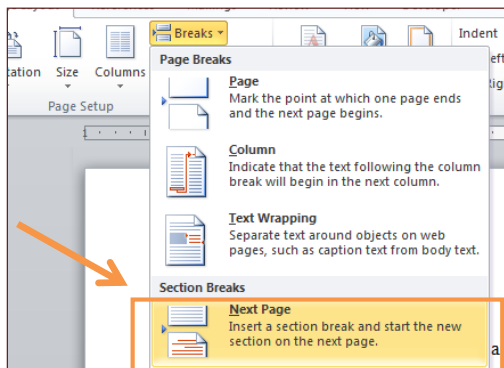 Breaks
Indent
Size
Columns
Page Setup
Page Breaks
Page
Mark the point at which one page ends
and the next page begins.
Column
Indicate that the text following the column
break will begin in the next column.
Text Wrapping
Separate text around objects on web
pages, such as caption text from body text.
Section Breaks
Next Page
Insert a section break and start the new
section on the next page.
a